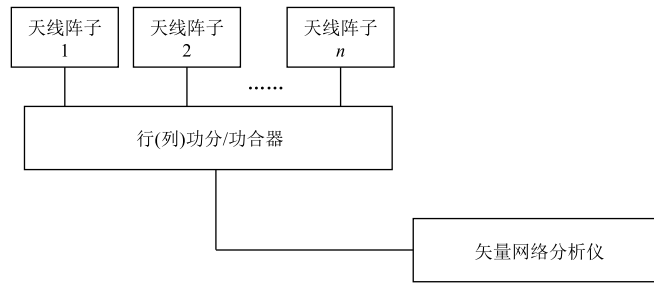 天线阵子
1
天线阵子
2
天线阵子
n
……
行(列)功分/功合器
矢量网络分析仪